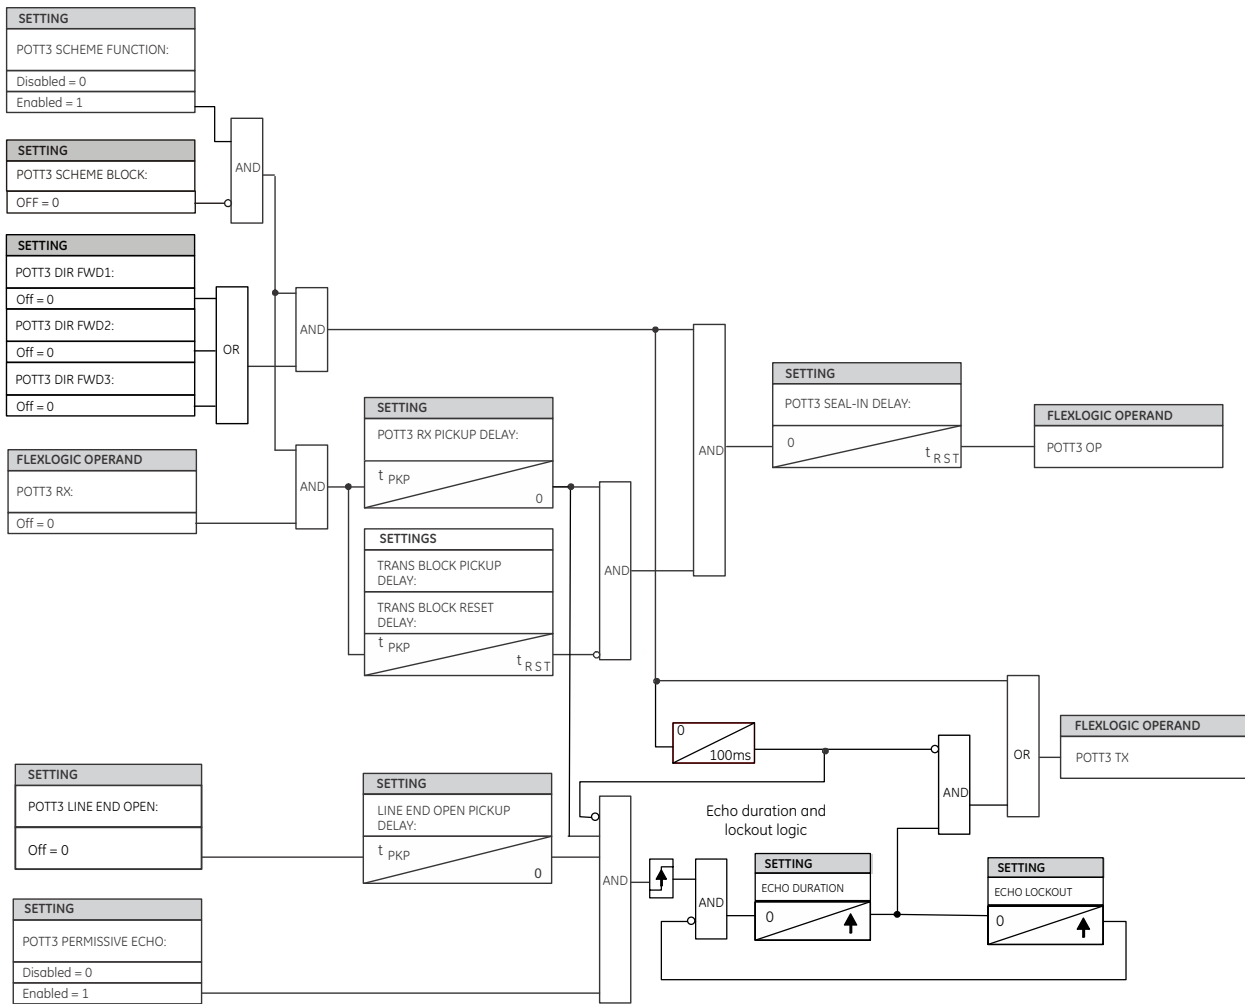 SETTING
POTT3 SCHEME FUNCTION:
Disabled = 0
Enabled = 1
SETTING
POTT3 SCHEME BLOCK:
OFF = 0
AND
SETTING
POTT3 DIR FWD1:
Off = 0
POTT3 DIR FWD2:
Off = 0
POTT3 DIR FWD3:
Off = 0
OR
AND
FLEXLOGIC OPERAND
POTT3 RX:
Off = 0
AND
SETTING
POTT3 RX PICKUP DELAY:
t PKP
0
SETTINGS
TRANS BLOCK PICKUP
DELAY:
TRANS BLOCK RESET
DELAY:
t PKP
t RST
AND
AND
SETTING
POTT3 SEAL-IN DELAY:
0
t RST
FLEXLOGIC OPERAND
POTT3 OP
0
100ms
AND
OR
FLEXLOGIC OPERAND
POTT3 TX
SETTING
POTT3 LINE END OPEN:
Off = 0
SETTING
LINE END OPEN PICKUP
DELAY:
t PKP
0
SETTING
POTT3 PERMISSIVE ECHO:
Disabled = 0
Enabled = 1
AND
Echo duration and
lockout logic
AND
SETTING
ECHO DURATION
0
SETTING
ECHO LOCKOUT
0